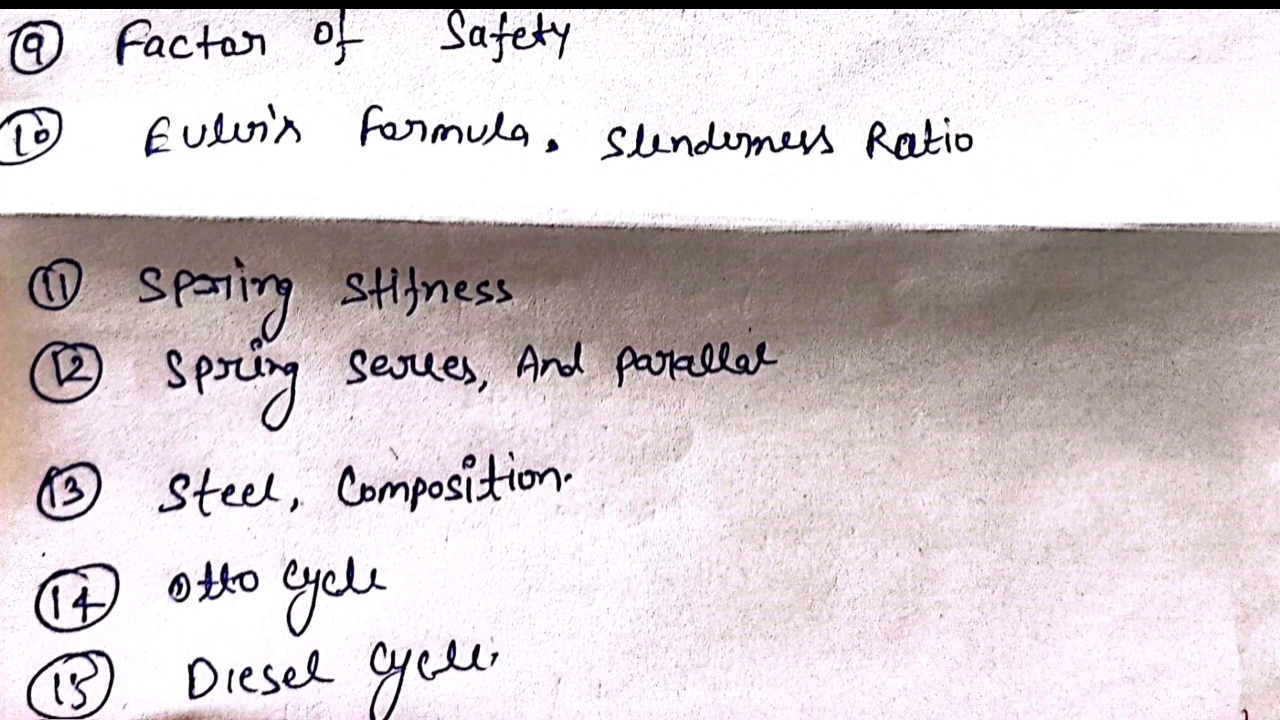 9 Factor of Safety
10 Euler's Formula, Slenderness Ratio
11 Spring Stifness
12 Spring Series, And Parallal
13 Steel, Composition.
14 Otto Cycle
15 Diesel Cycle.